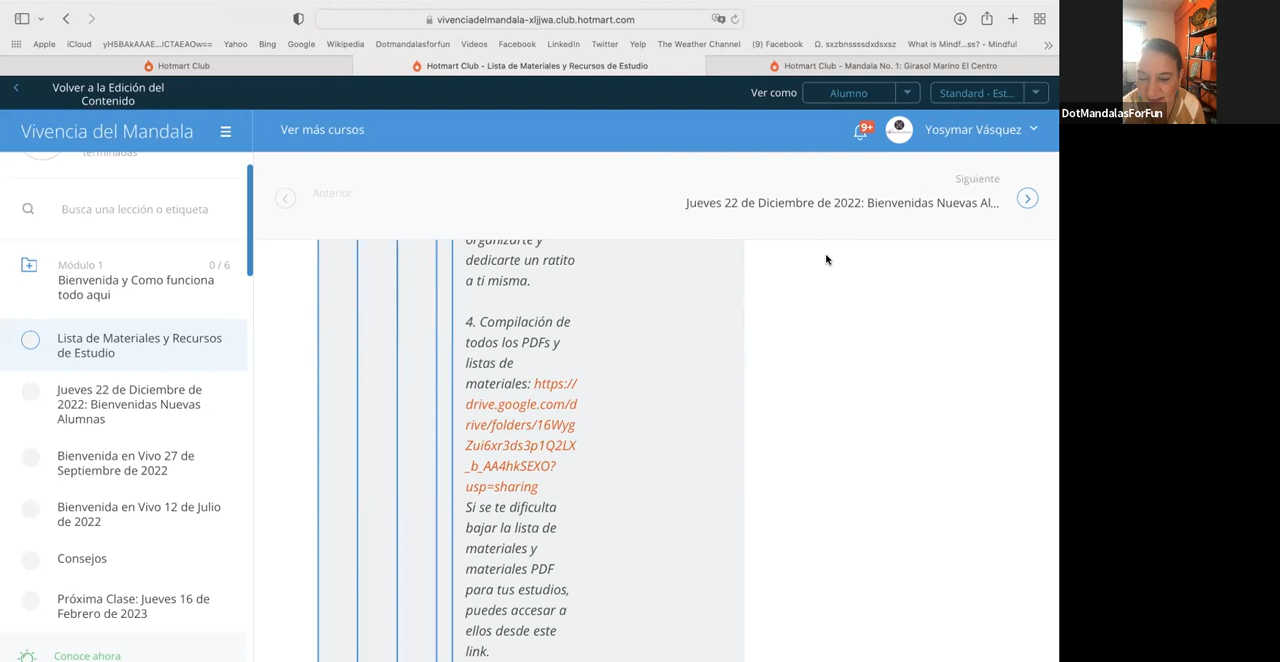 vivenciadelmandala-xljjwa.club.hotmart.com
Apple iCloud yH5BAkAAAE...ICTAEAOw== Yahoo Bing Google Wikipedia Dotmandalasforfun Videos Facebook LinkedIn Twitter Yelp The Weather Channel (9) Facebook Ω. sxzbnssssdxdsxsz What is Mindf...ss? - Mindful
Hotmart Club
Hotmart Club - Lista de Materiales y Recursos de Estudio
Hotmart Club - Mandala No. 1: Girasol Marino El Centro
DotMandalasForFun
Volver a la Edición del
Contenido
Ver como
Alumno
Standard - Est...
Vivencia del Mandala
Ver más cursos
9+
Yosymar Vásquez
terminadas
Busca una lección o etiqueta
Módulo 1 0 / 6
Bienvenida y Como funciona
todo aqui
Lista de Materiales y Recursos
de Estudio
Jueves 22 de Diciembre de
2022: Bienvenidas Nuevas
Alumnas
Bienvenida en Vivo 27 de
Septiembre de 2022
Bienvenida en Vivo 12 de Julio
de 2022
Consejos
Próxima Clase: Jueves 16 de
Febrero de 2023
Conoce ahora
Anterior
Siguiente
Jueves 22 de Diciembre de 2022: Bienvenidas Nuevas Al...
organizarte y
dedicarte un ratito
a ti misma.
4. Compilación de
todos los PDFs y
listas de
materiales: https://
drive.google.com/d
rive/folders/16Wyg
Zui6xr3ds3p1Q2LX
_b_AA4hkSEXO?
usp=sharing
Si se te dificulta
bajar la lista de
materiales y
materiales PDF
para tus estudios,
puedes accesar a
ellos desde este
link.